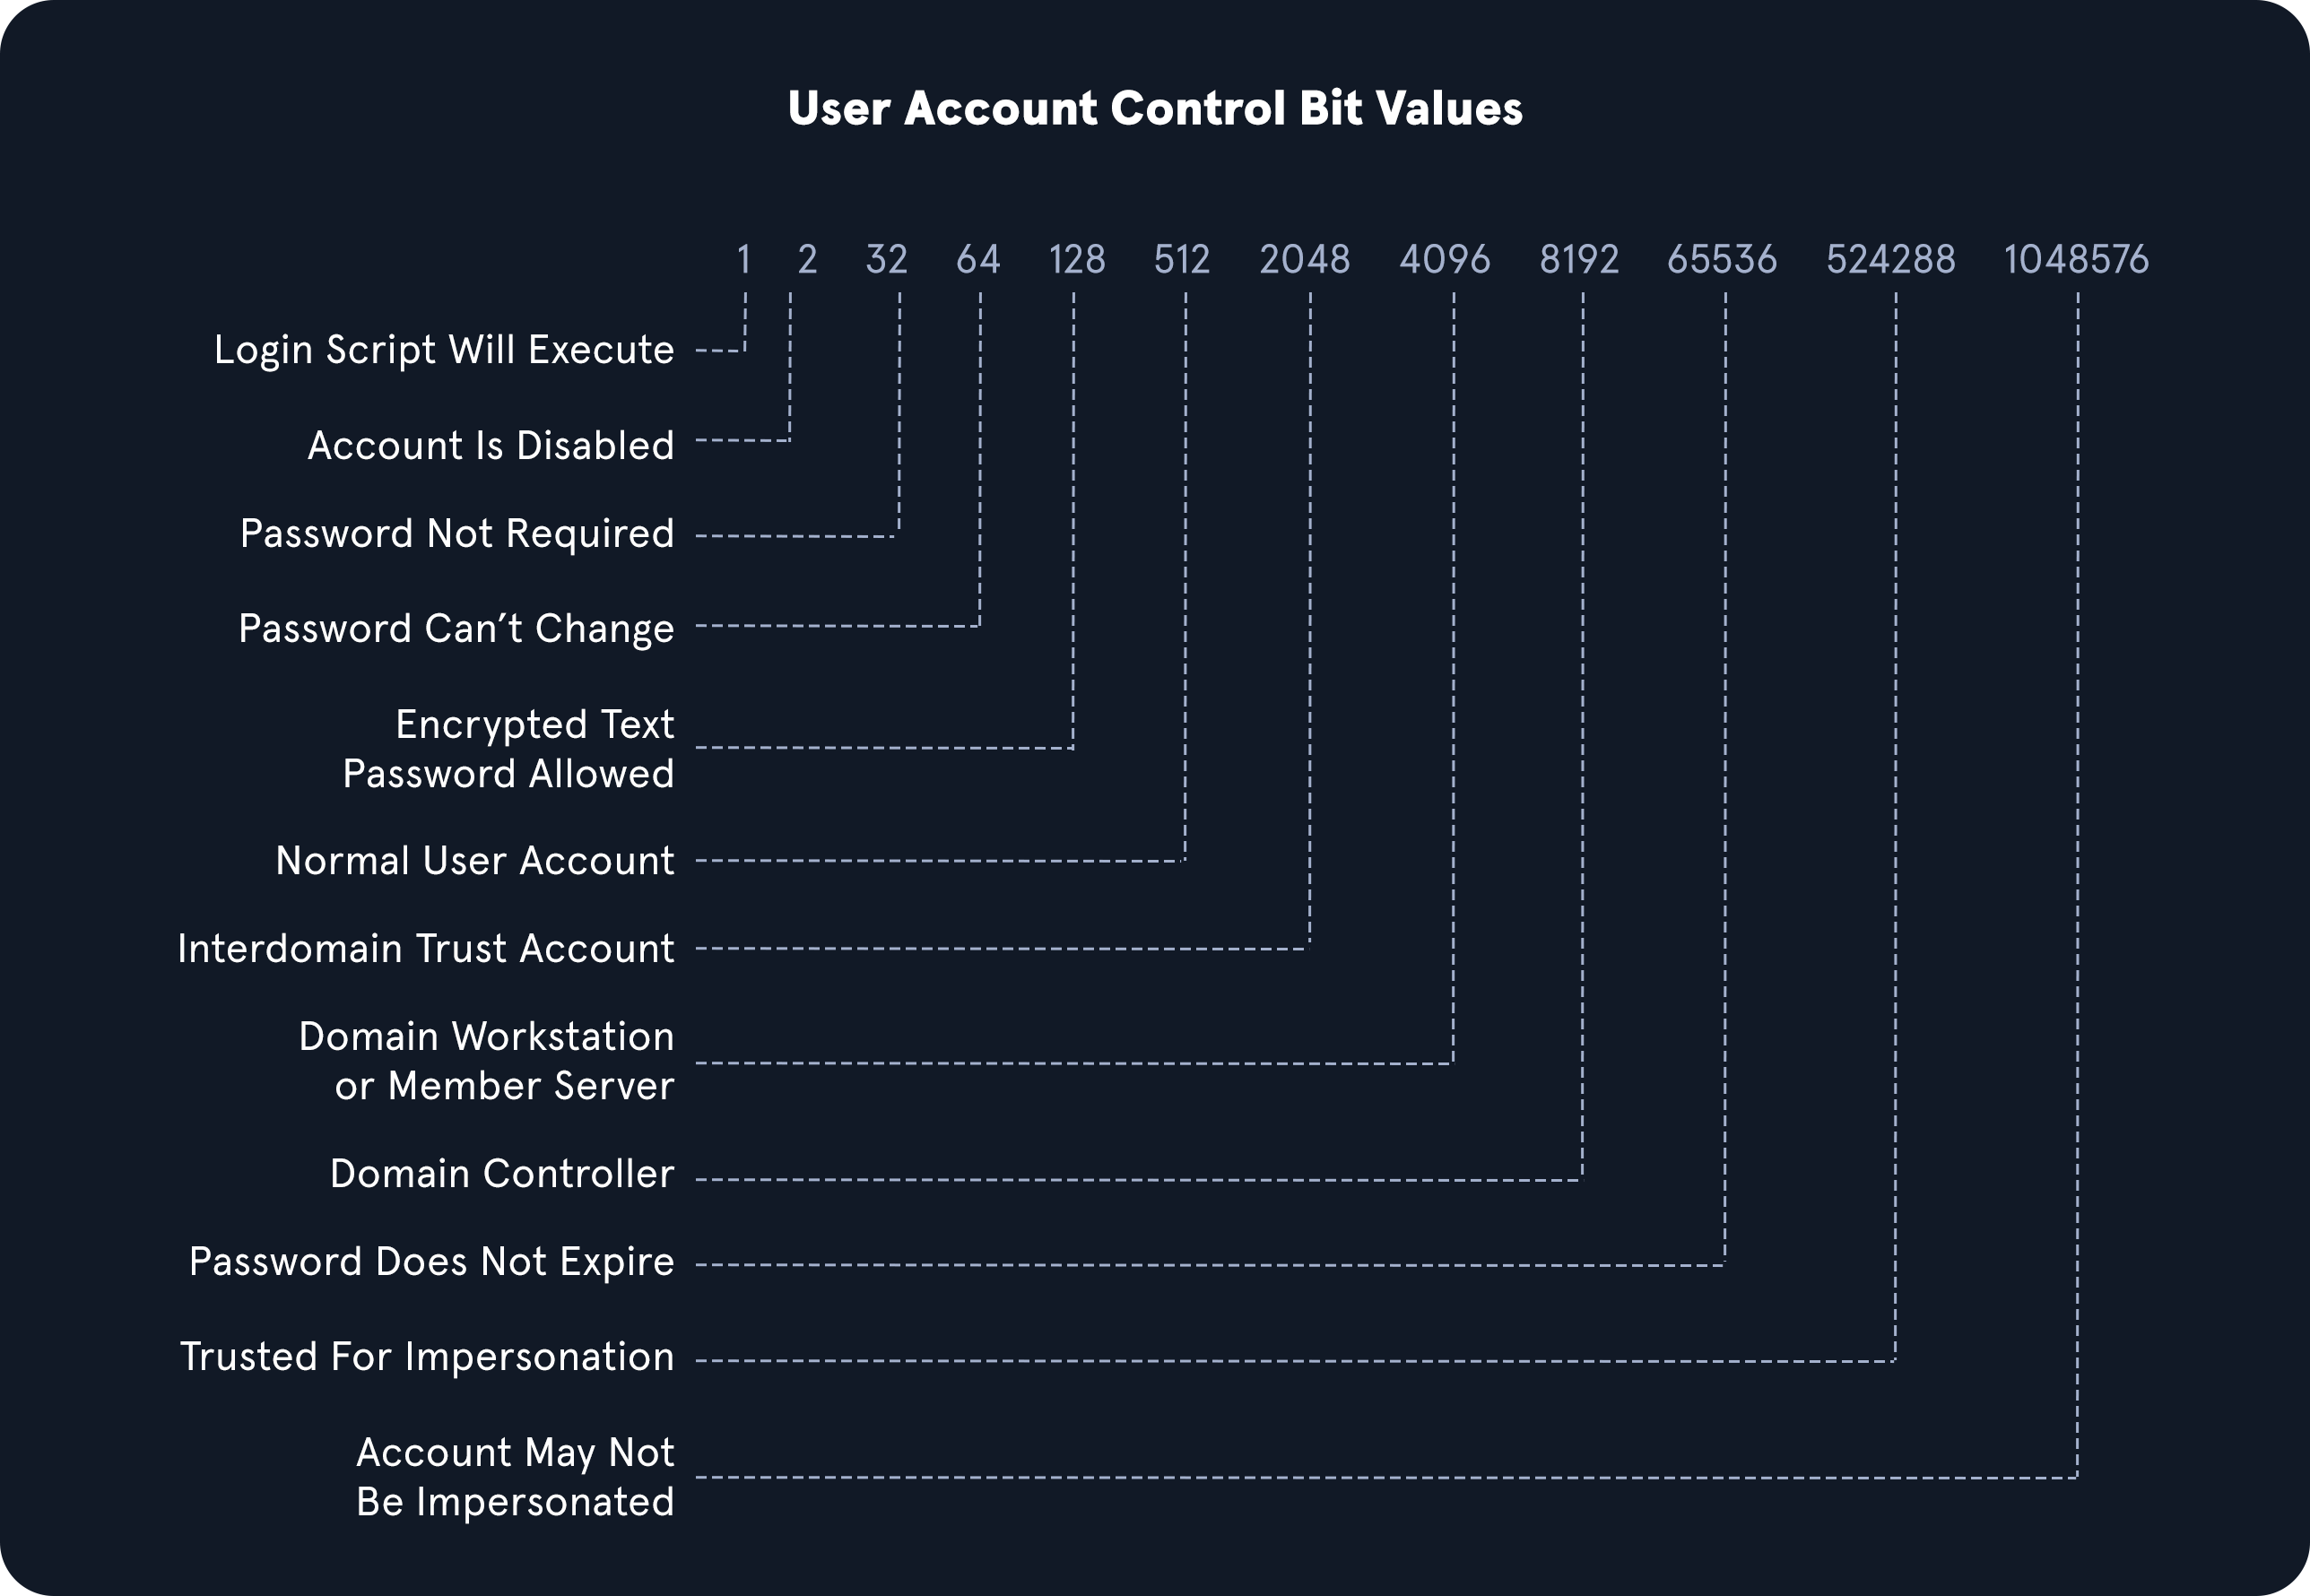 User Account Control Bit Values
1 2 32 64 128 512 2048 4096 8192 65536 524288 1048576
Login Script Will Execute
Account Is Disabled
Password Not Required
Password Can’t Change
Encrypted Text
Password Allowed
Normal User Account
Interdomain Trust Account
Domain Workstation
or Member Server
Domain Controller
Password Does Not Expire
Trusted For Impersonation
Account May Not
Be Impersonated